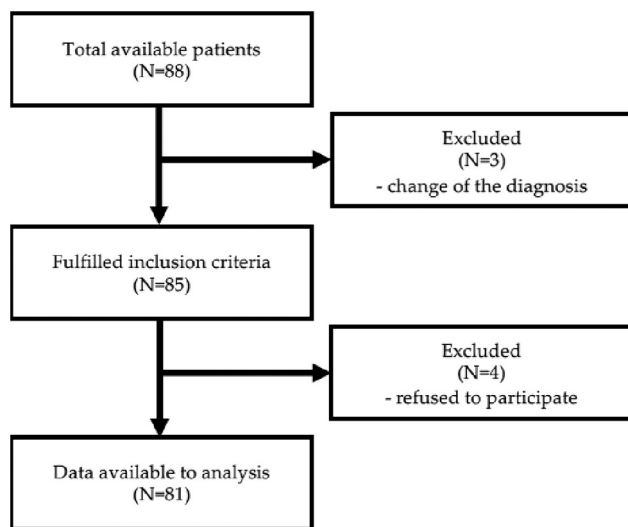 Total available patients
(N=88)
Excluded
(N=3)
- change of the diagnosis
Fulfilled inclusion criteria
(N=85)
Excluded
(N=4)
- refused to participate
Data available to analysis
(N=81)